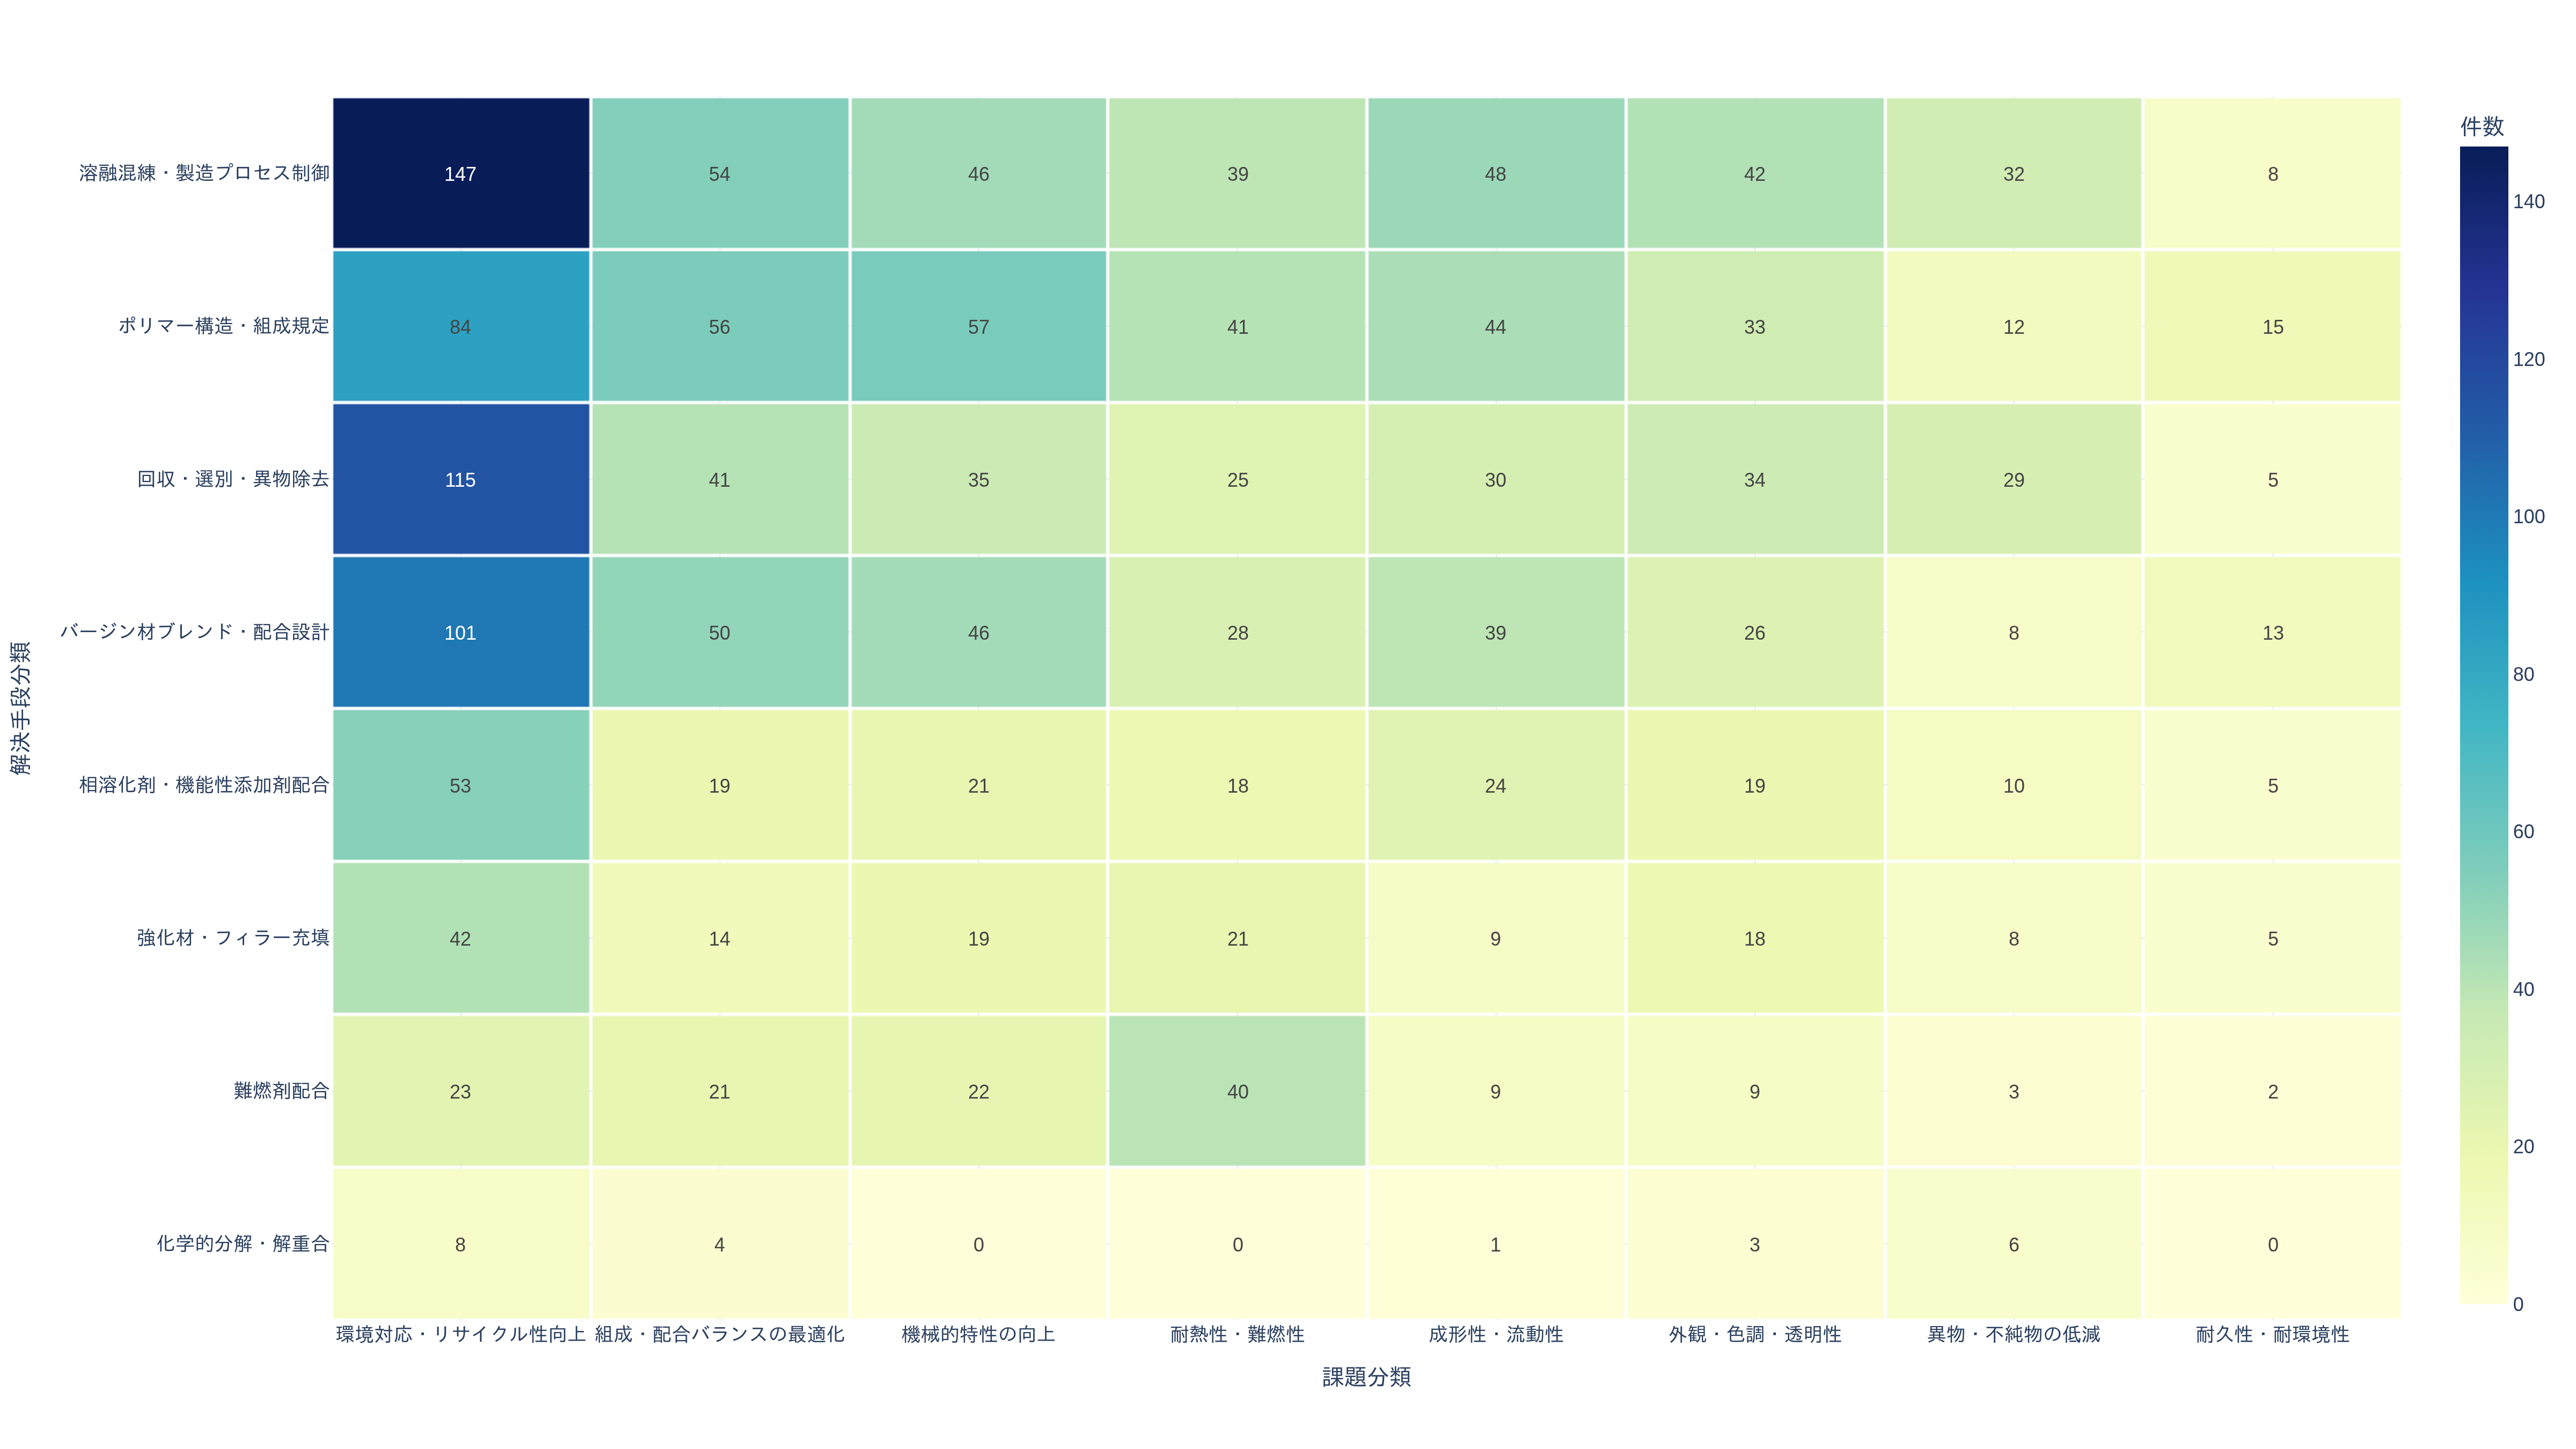 件数
溶融混練・製造プロセス制御 147 54 46 39 48 42 32 8
ポリマー構造・組成規定 84 56 57 41 44 33 12 15
回収・選別・異物除去 115 41 35 25 30 34 29 5
バージン材ブレンド・配合設計 101 50 46 28 39 26 8 13
相溶化剤・機能性添加剤配合 53 19 21 18 24 19 10 5
強化材・フィラー充填 42 14 19 21 9 18 8 5
難燃剤配合 23 21 22 40 9 9 3 2
化学的分解・解重合 8 4 0 0 1 3 6 0
解決手段分類
環境対応・リサイクル性向上 組成・配合バランスの最適化 機械的特性の向上 耐熱性・難燃性 成形性・流動性 外観・色調・透明性 異物・不純物の低減 耐久性・耐環境性
課題分類
140
120
100
80
60
40
20
0